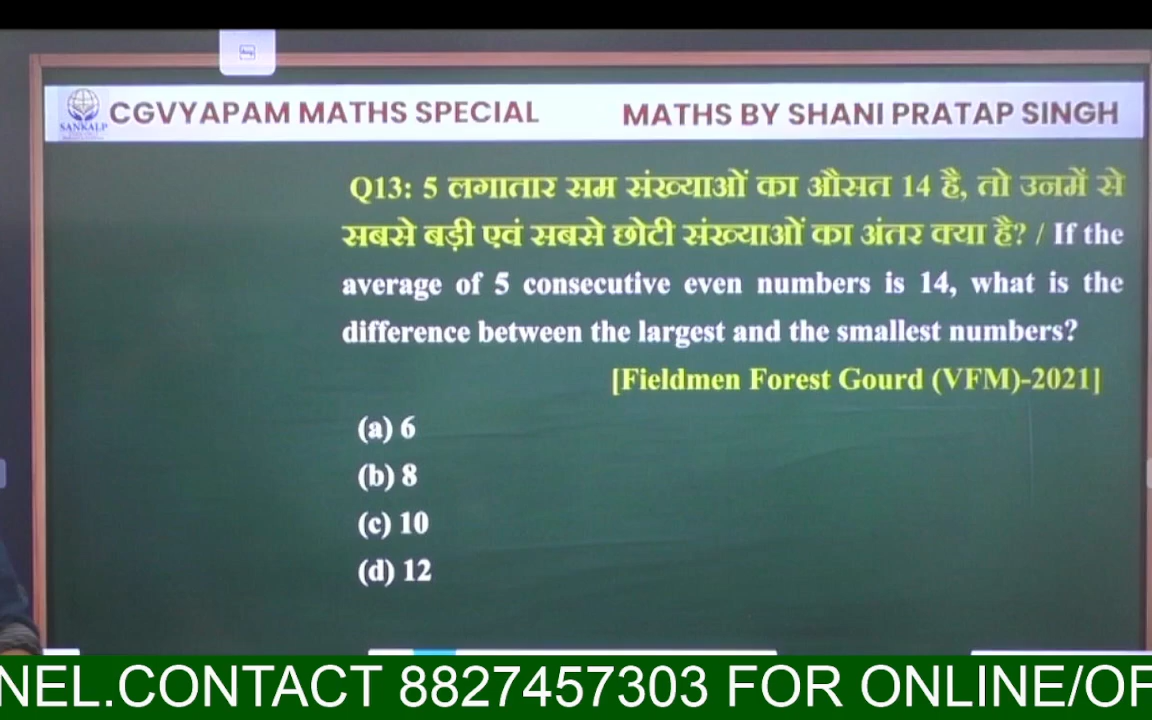 CGVYAPAM MATHS SPECIAL
MATHS BY SHANI PRATAP SINGH
SANKALP
Q13: 5 लगातार सम संख्याओं का औसत 14 है, तो उनमें से
सबसे बड़ी एवं सबसे छोटी संख्याओं का अंतर क्या है? / If the
average of 5 consecutive even numbers is 14, what is the
difference between the largest and the smallest numbers?
[Fieldmen Forest Gourd (VFM)-2021]
(a) 6
(b) 8
(c) 10
(d) 12
NEL.CONTACT 8827457303 FOR ONLINE/OF